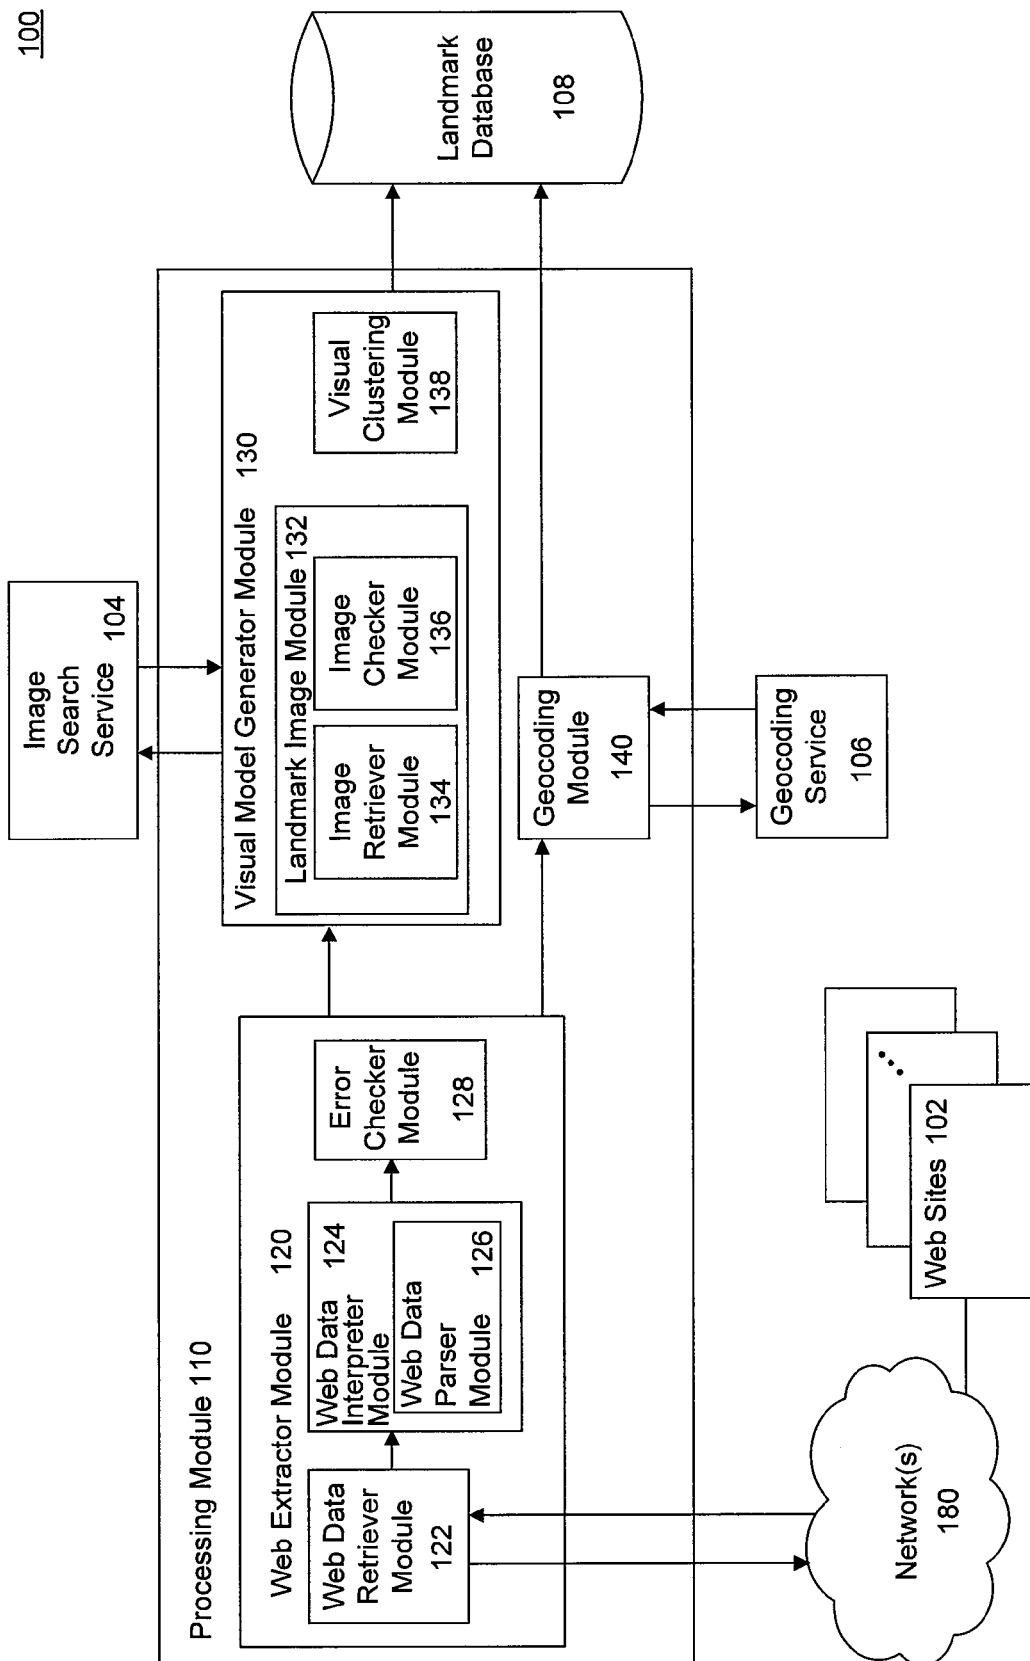 100
Image
Search
Service
104
Landmark
Database
108
Processing Module 110
Web Extractor Module 120
Web Data
Retriever
Module
122
Web Data
Interpreter
Module
124
Web Data
Parser
Module
126
Error
Checker
Module
128
Visual Model Generator Module 130
Landmark Image Module 132
Image
Retriever
Module
134
Image
Checker
Module
136
Visual
Clustering
Module
138
Geocoding
Module
140
Geocoding
Service
106
Network(s)
180
Web Sites 102